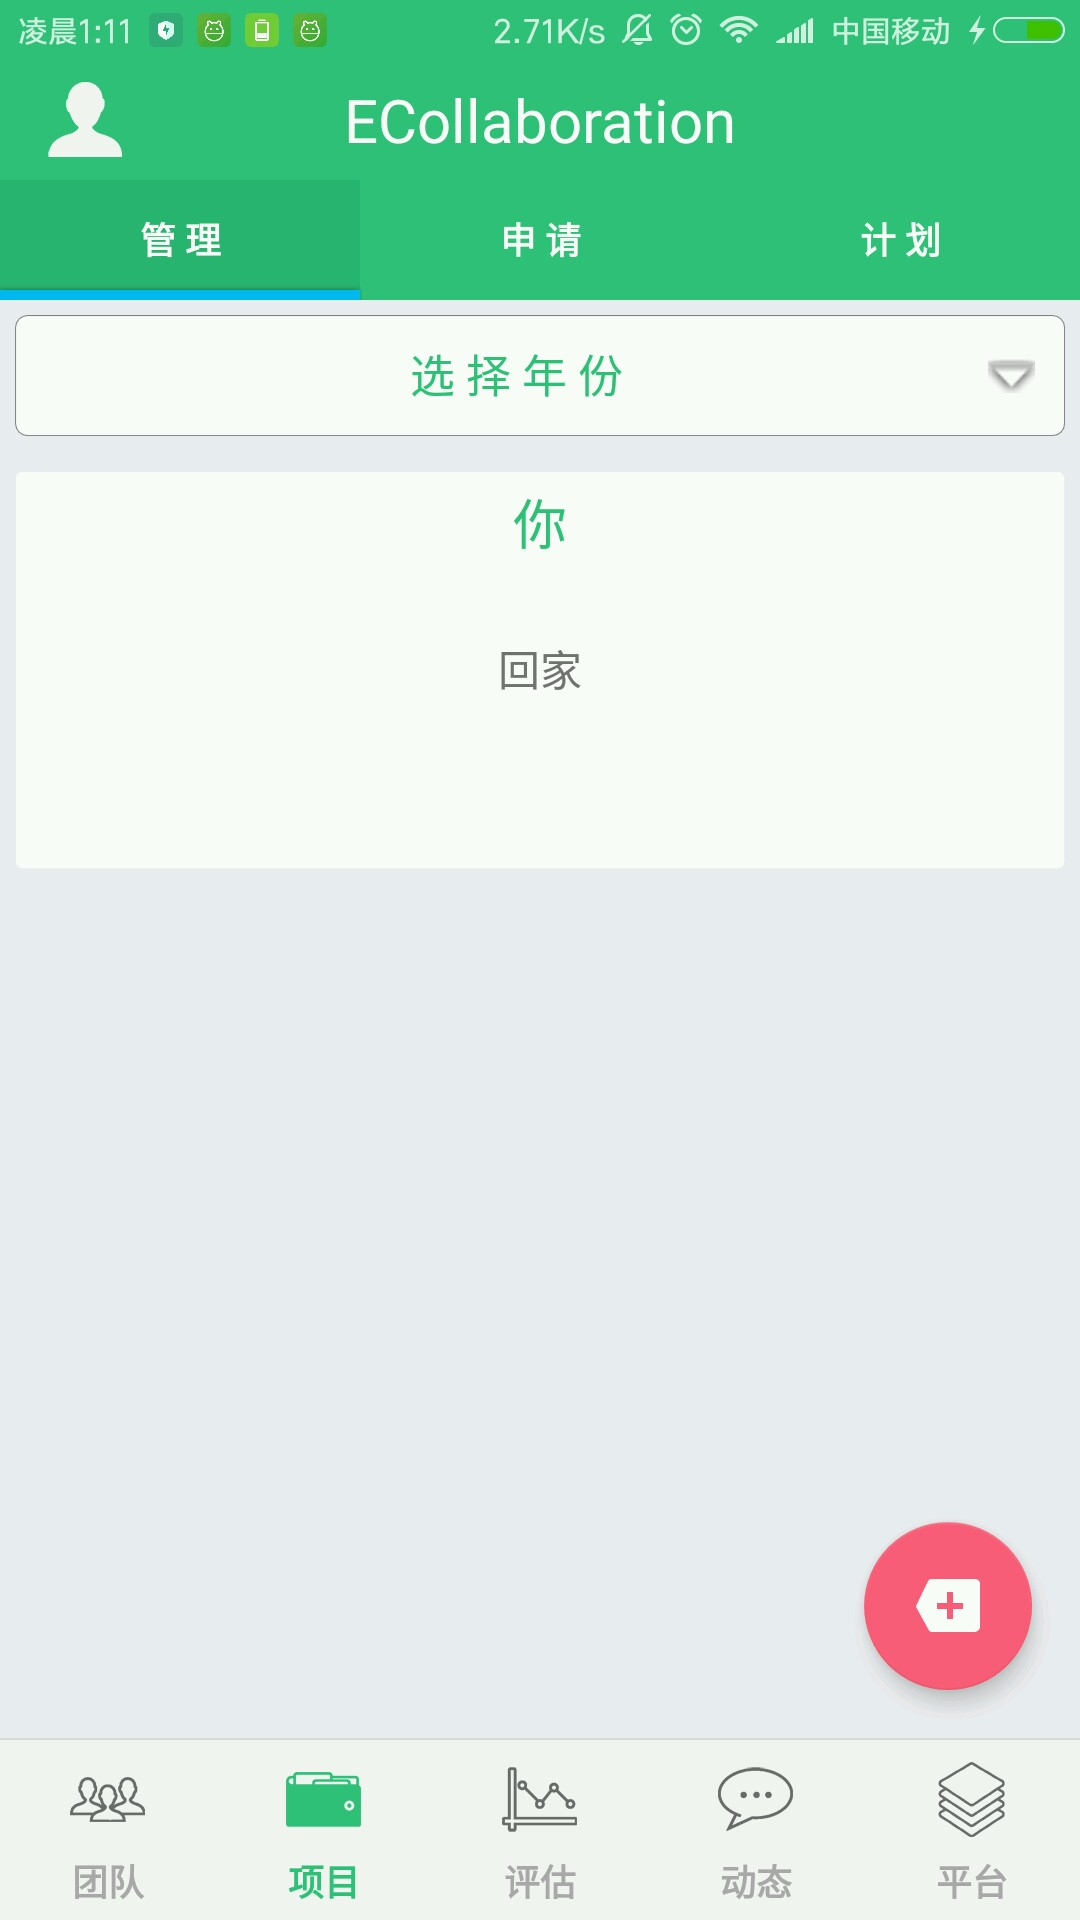 凌晨1:11 2.71K/s 中国移动
ECollaboration
管理 申请 计划
选择年份
你
回家
团队 项目 评估 动态 平台